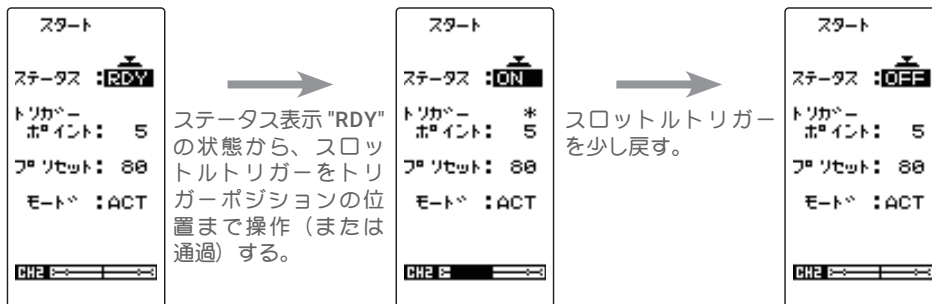 スタート
ステータス :RDY
トリガー
ポイント: 5
プリセット: 80
モード :ACT
CH2
ステータス表示 "RDY"
の状態から、スロッ
トルトリガーをトリ
ガーポジションの位
置まで操作（または
通過）する。
スタート
ステータス :ON
トリガー *
ポイント: 5
プリセット: 80
モード :ACT
CH2
スロットルトリガー
を少し戻す。
スタート
ステータス :OFF
トリガー
ポイント: 5
プリセット: 80
モード :ACT
CH2